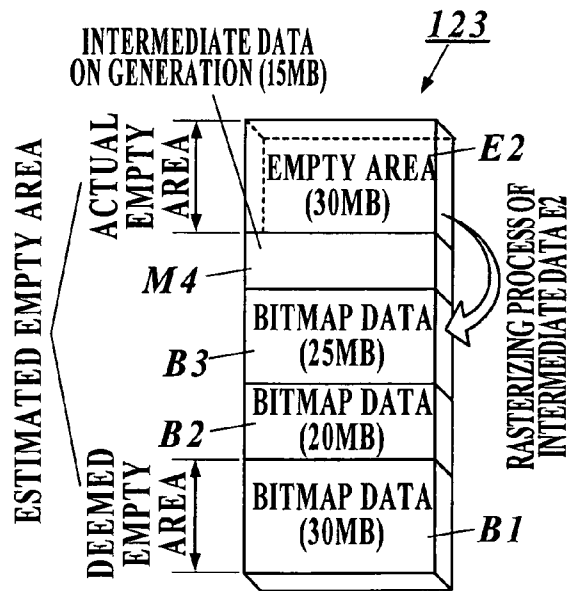 123
INTERMEDIATE DATA
ON GENERATION (15MB)
ESTIMATED EMPTY AREA
ACTUAL
EMPTY
AREA
EMPTY AREA
(30MB)
E2
M4
RASTERIZING PROCESS OF
INTERMEDIATE DATA E2
BITMAP DATA
(25MB)
B3
BITMAP DATA
(20MB)
B2
DEEMED
EMPTY
AREA
BITMAP DATA
(30MB)
B1